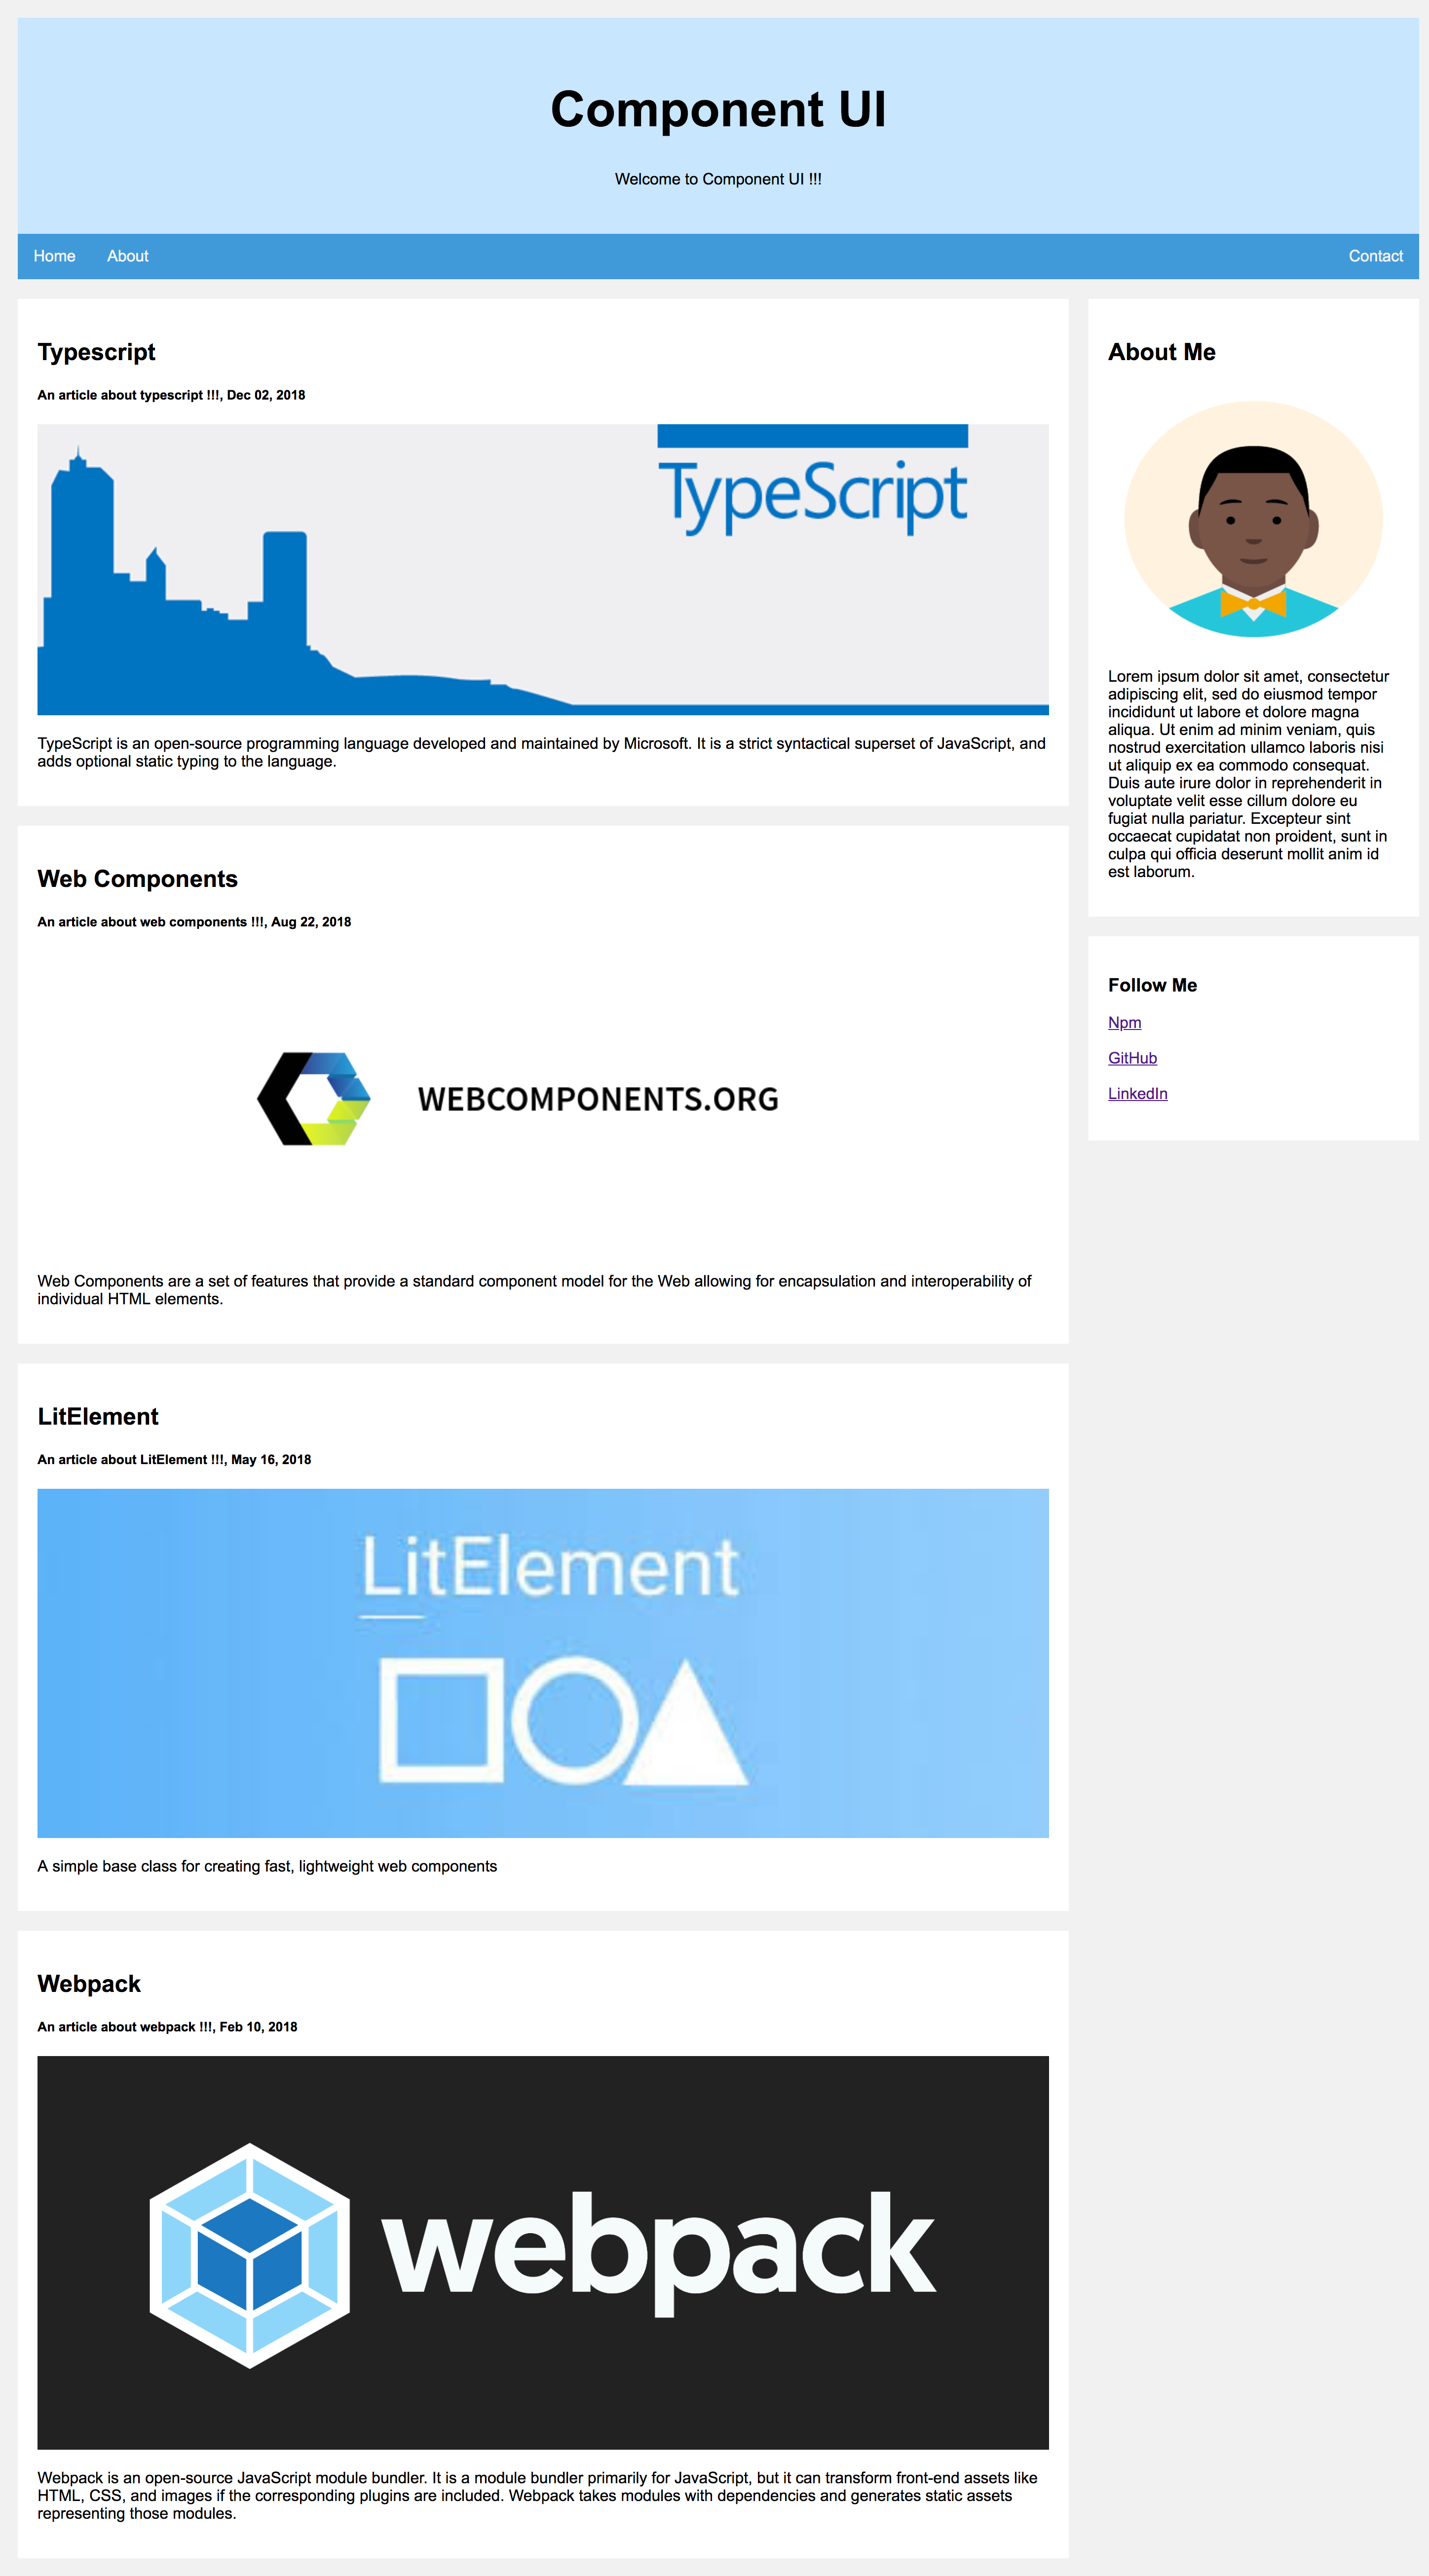 Component UI
Welcome to Component UI !!!
Home About Contact
Typescript
An article about typescript !!!, Dec 02, 2018
TypeScript
TypeScript is an open-source programming language developed and maintained by Microsoft. It is a strict syntactical superset of JavaScript, and
adds optional static typing to the language.
Web Components
An article about web components !!!, Aug 22, 2018
WEBCOMPONENTS.ORG
Web Components are a set of features that provide a standard component model for the Web allowing for encapsulation and interoperability of
individual HTML elements.
LitElement
An article about LitElement !!!, May 16, 2018
LitElement
A simple base class for creating fast, lightweight web components
Webpack
An article about webpack !!!, Feb 10, 2018
webpack
Webpack is an open-source JavaScript module bundler. It is a module bundler primarily for JavaScript, but it can transform front-end assets like
HTML, CSS, and images if the corresponding plugins are included. Webpack takes modules with dependencies and generates static assets
representing those modules.
About Me
Lorem ipsum dolor sit amet, consectetur
adipiscing elit, sed do eiusmod tempor
incididunt ut labore et dolore magna
aliqua. Ut enim ad minim veniam, quis
nostrud exercitation ullamco laboris nisi
ut aliquip ex ea commodo consequat.
Duis aute irure dolor in reprehenderit in
voluptate velit esse cillum dolore eu
fugiat nulla pariatur. Excepteur sint
occaecat cupidatat non proident, sunt in
culpa qui officia deserunt mollit anim id
est laborum.
Follow Me
Npm
GitHub
LinkedIn